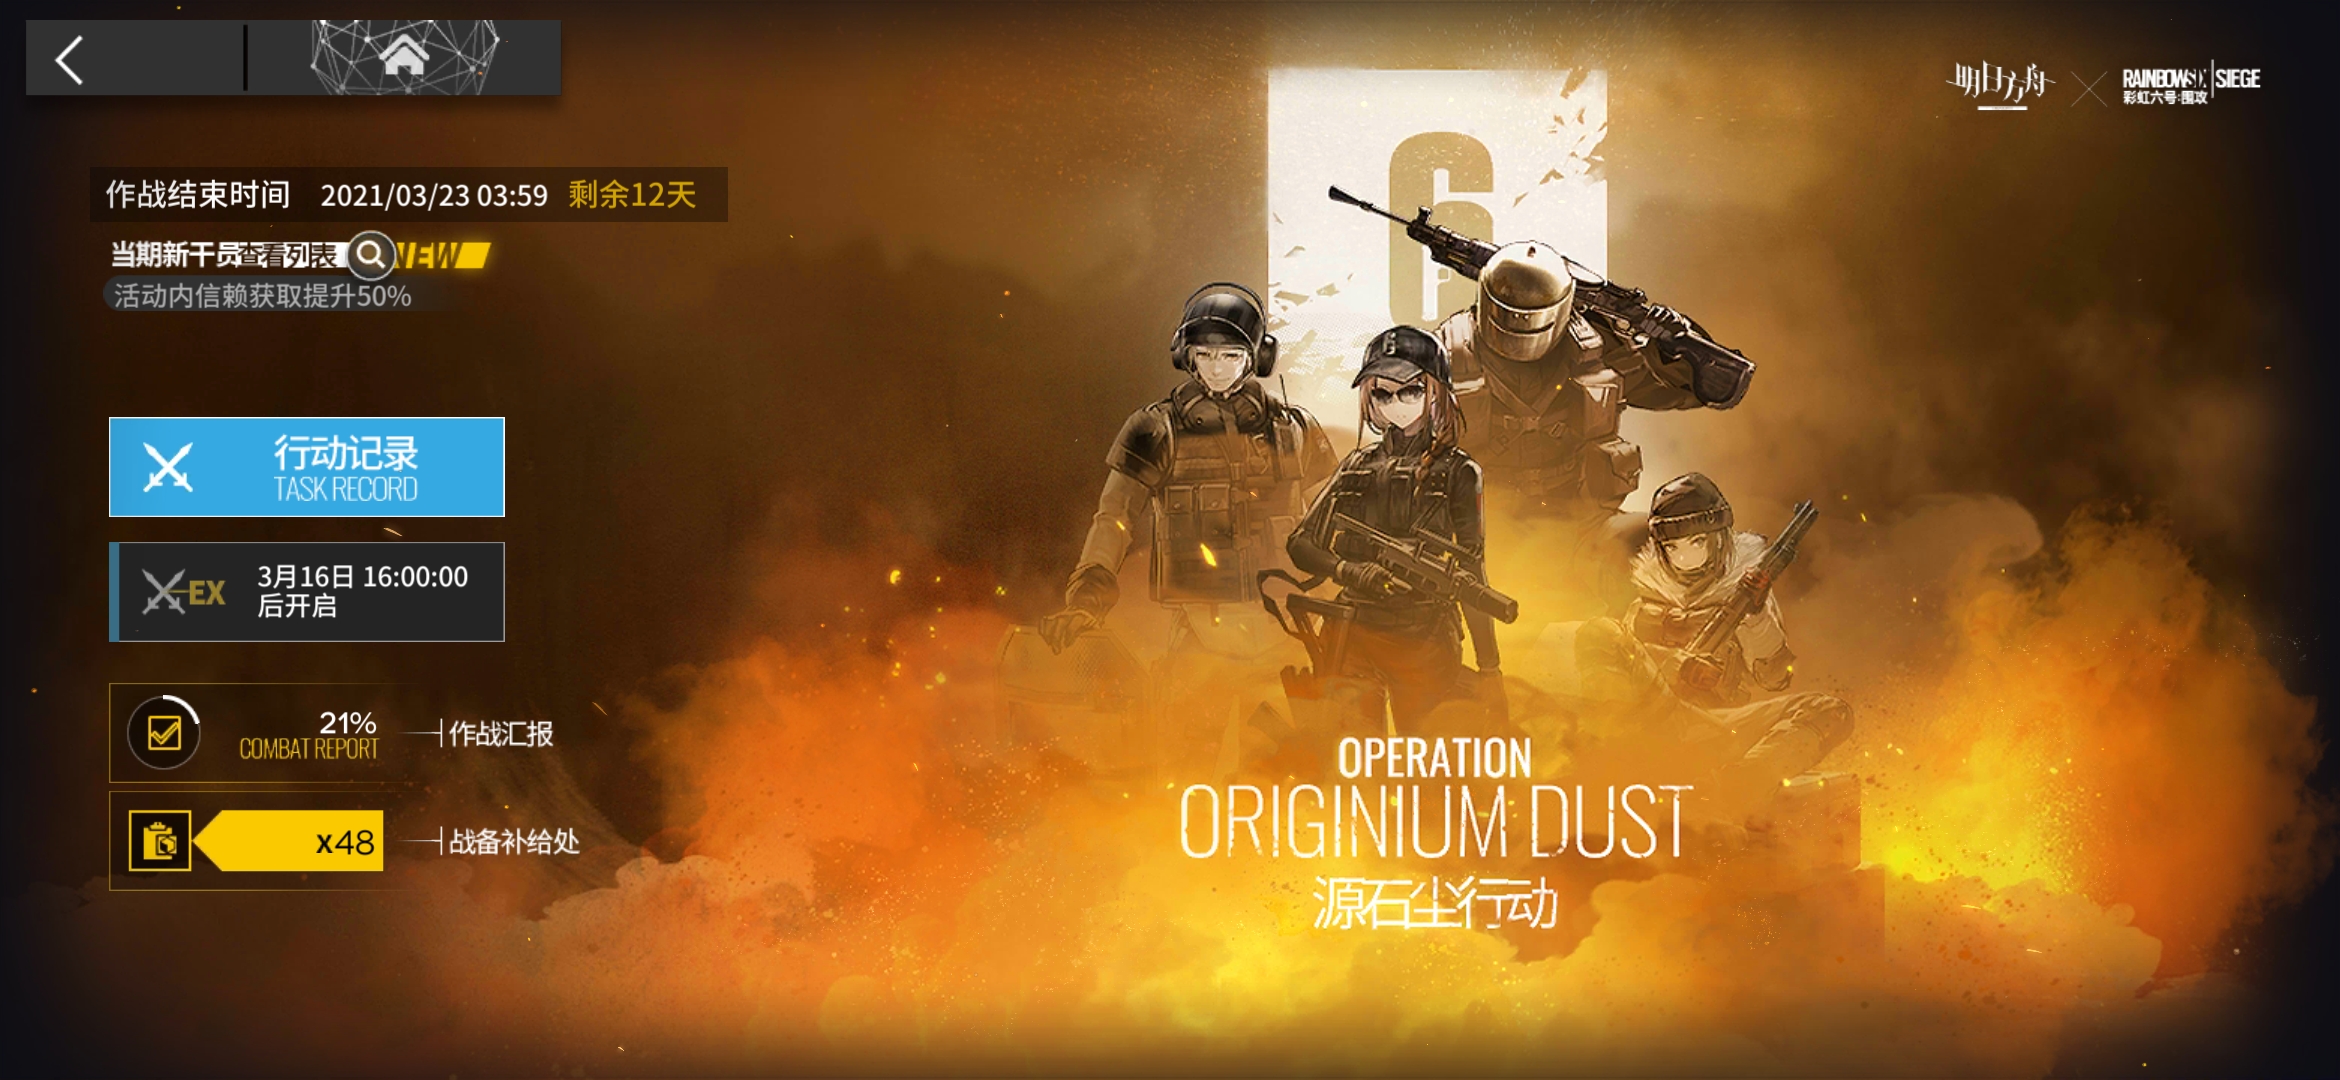 明日方舟
RAINBOW SIX | SIEGE
彩虹六号:围攻
6
作战结束时间 2021/03/23 03:59 剩余12天
当期新干员查看列表 NEW
活动内信赖获取提升50%
行动记录
TASK RECORD
EX 3月16日 16:00:00
后开启
21%
COMBAT REPORT
作战汇报
x48
战备补给处
OPERATION
ORIGINIUM DUST
源石尘行动